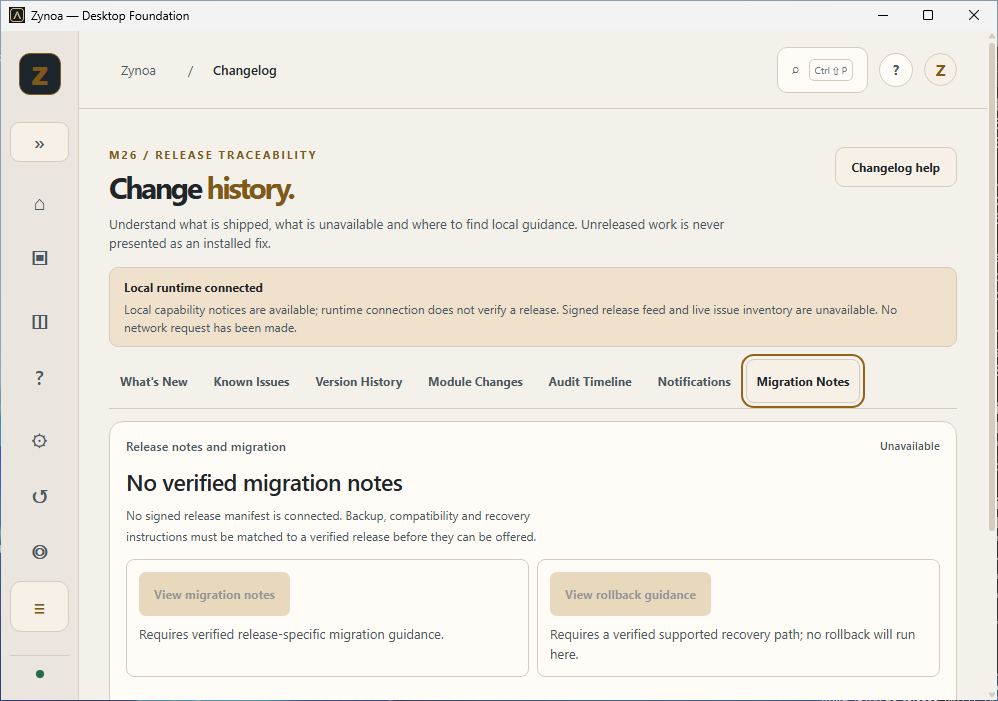 Zynoa — Desktop Foundation
Z
Zynoa / Changelog
Ctrl ⇧ P
?
Z
»
?
M26 / RELEASE TRACEABILITY
Change history.
Changelog help
Understand what is shipped, what is unavailable and where to find local guidance. Unreleased work is never
presented as an installed fix.
Local runtime connected
Local capability notices are available; runtime connection does not verify a release. Signed release feed and live issue inventory are unavailable. No
network request has been made.
What's New
Known Issues
Version History
Module Changes
Audit Timeline
Notifications
Migration Notes
Release notes and migration
Unavailable
No verified migration notes
No signed release manifest is connected. Backup, compatibility and recovery
instructions must be matched to a verified release before they can be offered.
View migration notes
Requires verified release-specific migration guidance.
View rollback guidance
Requires a verified supported recovery path; no rollback will run
here.